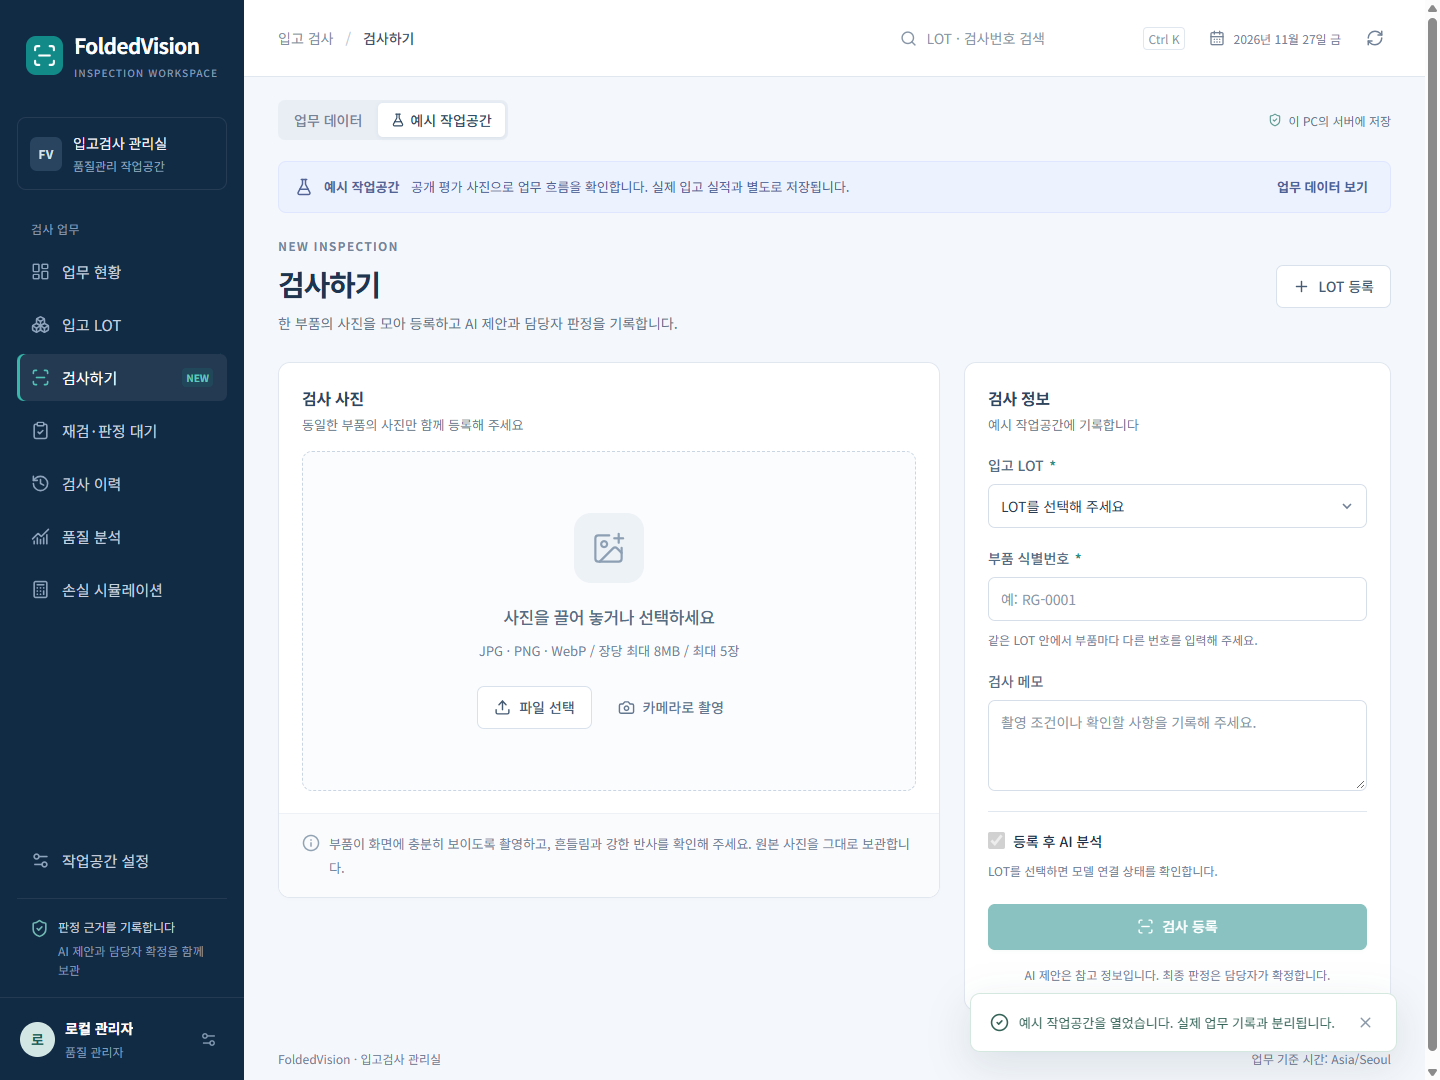 FoldedVision
INSPECTION WORKSPACE
FV
입고검사 관리실
품질관리 작업공간
검사 업무
업무 현황
입고 LOT
검사하기
NEW
재검·판정 대기
검사 이력
품질 분석
손실 시뮬레이션
작업공간 설정
판정 근거를 기록합니다
AI 제안과 담당자 확정을 함께
보관
로
로컬 관리자
품질 관리자
입고 검사 / 검사하기
LOT · 검사번호 검색
Ctrl K
2026년 11월 27일 금
업무 데이터
예시 작업공간
이 PC의 서버에 저장
예시 작업공간 공개 평가 사진으로 업무 흐름을 확인합니다. 실제 입고 실적과 별도로 저장됩니다.
업무 데이터 보기
NEW INSPECTION
검사하기
한 부품의 사진을 모아 등록하고 AI 제안과 담당자 판정을 기록합니다.
LOT 등록
검사 사진
동일한 부품의 사진만 함께 등록해 주세요
사진을 끌어 놓거나 선택하세요
JPG · PNG · WebP / 장당 최대 8MB / 최대 5장
파일 선택
카메라로 촬영
부품이 화면에 충분히 보이도록 촬영하고, 흔들림과 강한 반사를 확인해 주세요. 원본 사진을 그대로 보관합니
다.
검사 정보
예시 작업공간에 기록합니다
입고 LOT *
LOT를 선택해 주세요
부품 식별번호 *
예: RG-0001
같은 LOT 안에서 부품마다 다른 번호를 입력해 주세요.
검사 메모
촬영 조건이나 확인할 사항을 기록해 주세요.
등록 후 AI 분석
LOT를 선택하면 모델 연결 상태를 확인합니다.
검사 등록
AI 제안은 참고 정보입니다. 최종 판정은 담당자가 확정합니다.
예시 작업공간을 열었습니다. 실제 업무 기록과 분리됩니다.
FoldedVision · 입고검사 관리실
업무 기준 시간: Asia/Seoul